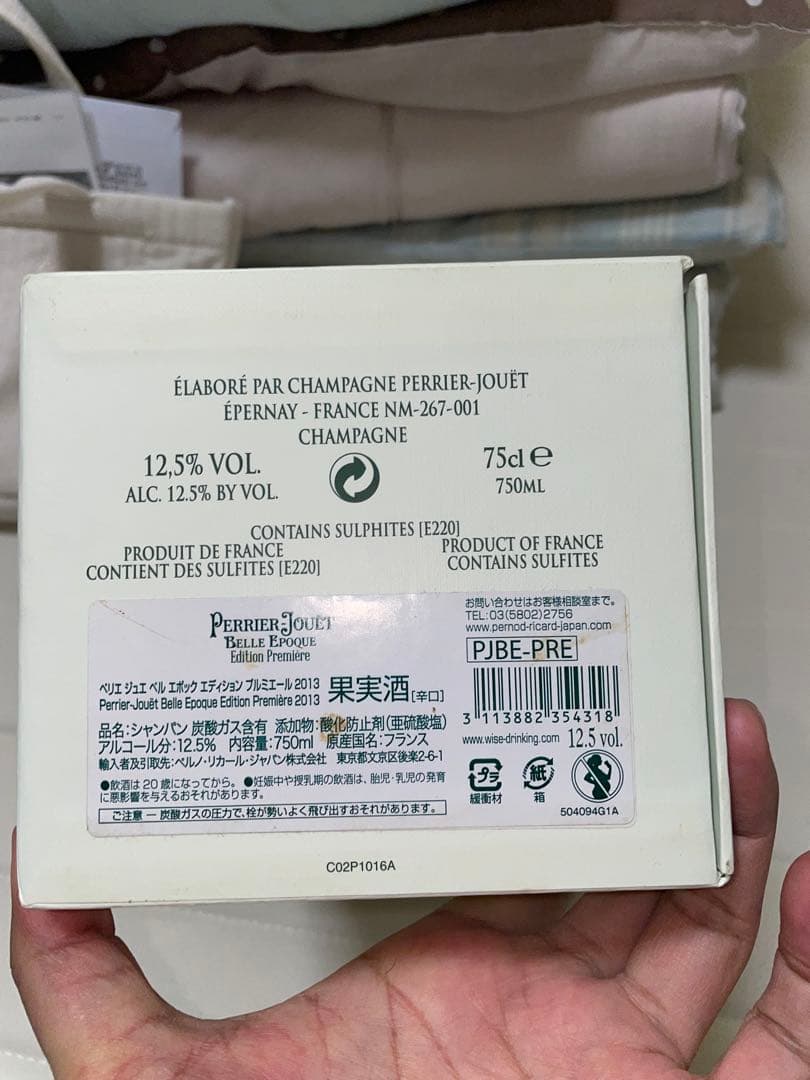 ÉLABORÉ PAR CHAMPAGNE PERRIER-JOUËT
ÉPERNAY - FRANCE NM-267-001
CHAMPAGNE
12,5% VOL.
ALC. 12.5% BY VOL.
75cl e
750ML
CONTAINS SULPHITES [E220]
PRODUIT DE FRANCE
CONTIENT DES SULFITES [E220]
PRODUCT OF FRANCE
CONTAINS SULFITES
PERRIER-JOUËT
BELLE EPOQUE
Edition Première
お問い合わせはお客様相談室まで。
TEL:03(5802)2756
www.pernod-ricard-japan.com
PJBE-PRE
ペリエ ジュエ ベル エポック エディション プルミエール 2013
Perrier-Jouët Belle Epoque Edition Première 2013
果実酒[辛口]
3 113882 354318
品名:シャンパン 炭酸ガス含有 添加物:酸化防止剤(亜硫酸塩)
アルコール分:12.5% 内容量:750ml 原産国名:フランス
輸入者及引取先:ペルノ・リカール・ジャパン株式会社 東京都文京区後楽2-6-1
www.wise-drinking.com 12.5 vol.
●飲酒は20歳になってから。●妊娠中や授乳期の飲酒は、胎児・乳児の発育
に悪影響を与えるおそれがあります。
ご注意 — 炭酸ガスの圧力で、栓が勢いよく飛び出すおそれがあります。
プラ
緩衝材
紙
箱
504094G1A
C02P1016A